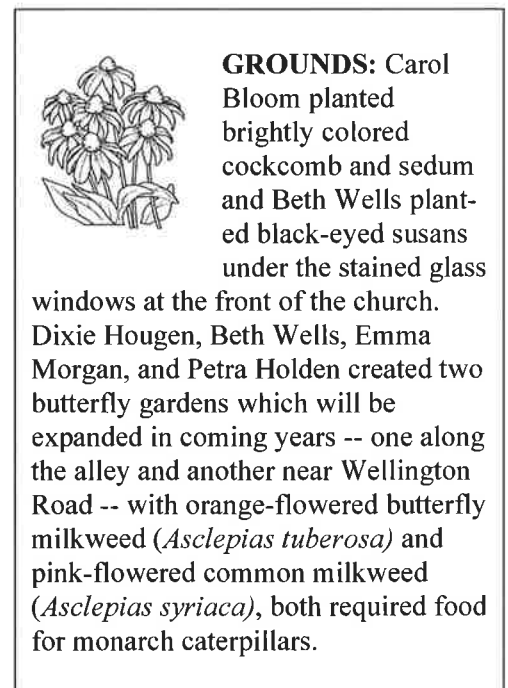 GROUNDS: Carol
Bloom planted
brightly colored
cockcomb and sedum
and Beth Wells plant-
ed black-eyed susans
under the stained glass
windows at the front of the church.
Dixie Hougen, Beth Wells, Emma
Morgan, and Petra Holden created two
butterfly gardens which will be
expanded in coming years -- one along
the alley and another near Wellington
Road -- with orange-flowered butterfly
milkweed (Asclepias tuberosa) and
pink-flowered common milkweed
(Asclepias syriaca), both required food
for monarch caterpillars.